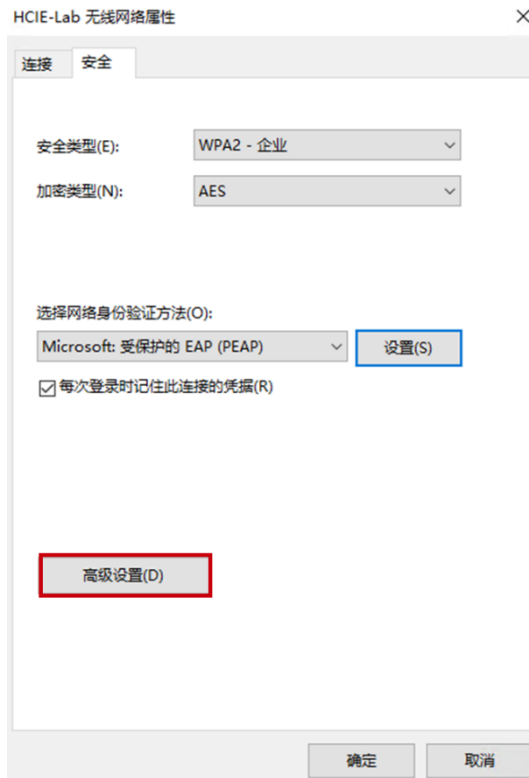 HCIE-Lab 无线网络属性
连接 安全
安全类型(E): WPA2 - 企业
加密类型(N): AES
选择网络身份验证方法(O):
Microsoft: 受保护的 EAP (PEAP) 设置(S)
每次登录时记住此连接的凭据(R)
高级设置(D)
确定 取消